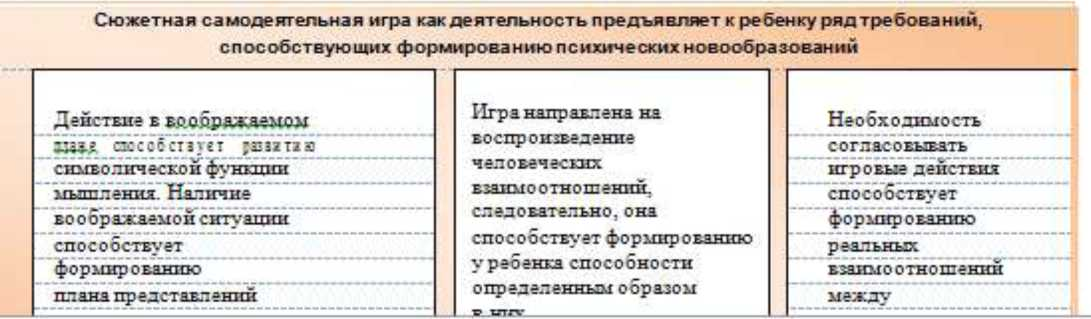 Сюжетная самодеятельная игра как деятельность предъявляет к ребенку ряд требований,
способствующих формированию психических новообразований
Действие в воображаемом
плане способствует развитию
символической функции
мышления. Наличие
воображаемой ситуации
способствует
формированию
плана представлений
Игра направлена на
воспроизведение
человеческих
взаимоотношений,
следовательно, она
способствует формированию
у ребенка способности
определенным образом
в них
Необходимость
согласовывать
игровые действия
способствует
формированию
реальных
взаимоотношений
между